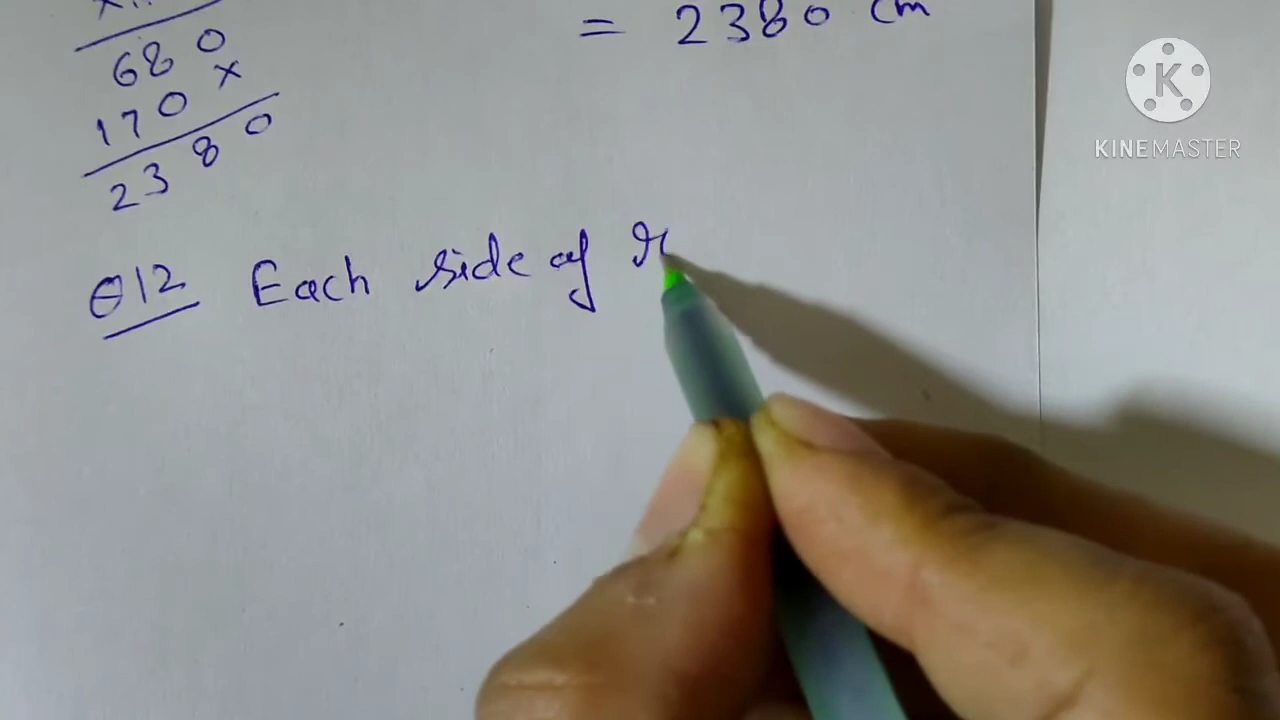 = 2380 cm
680
170 x
2380
Q12 Each side of
K
KINEMASTER